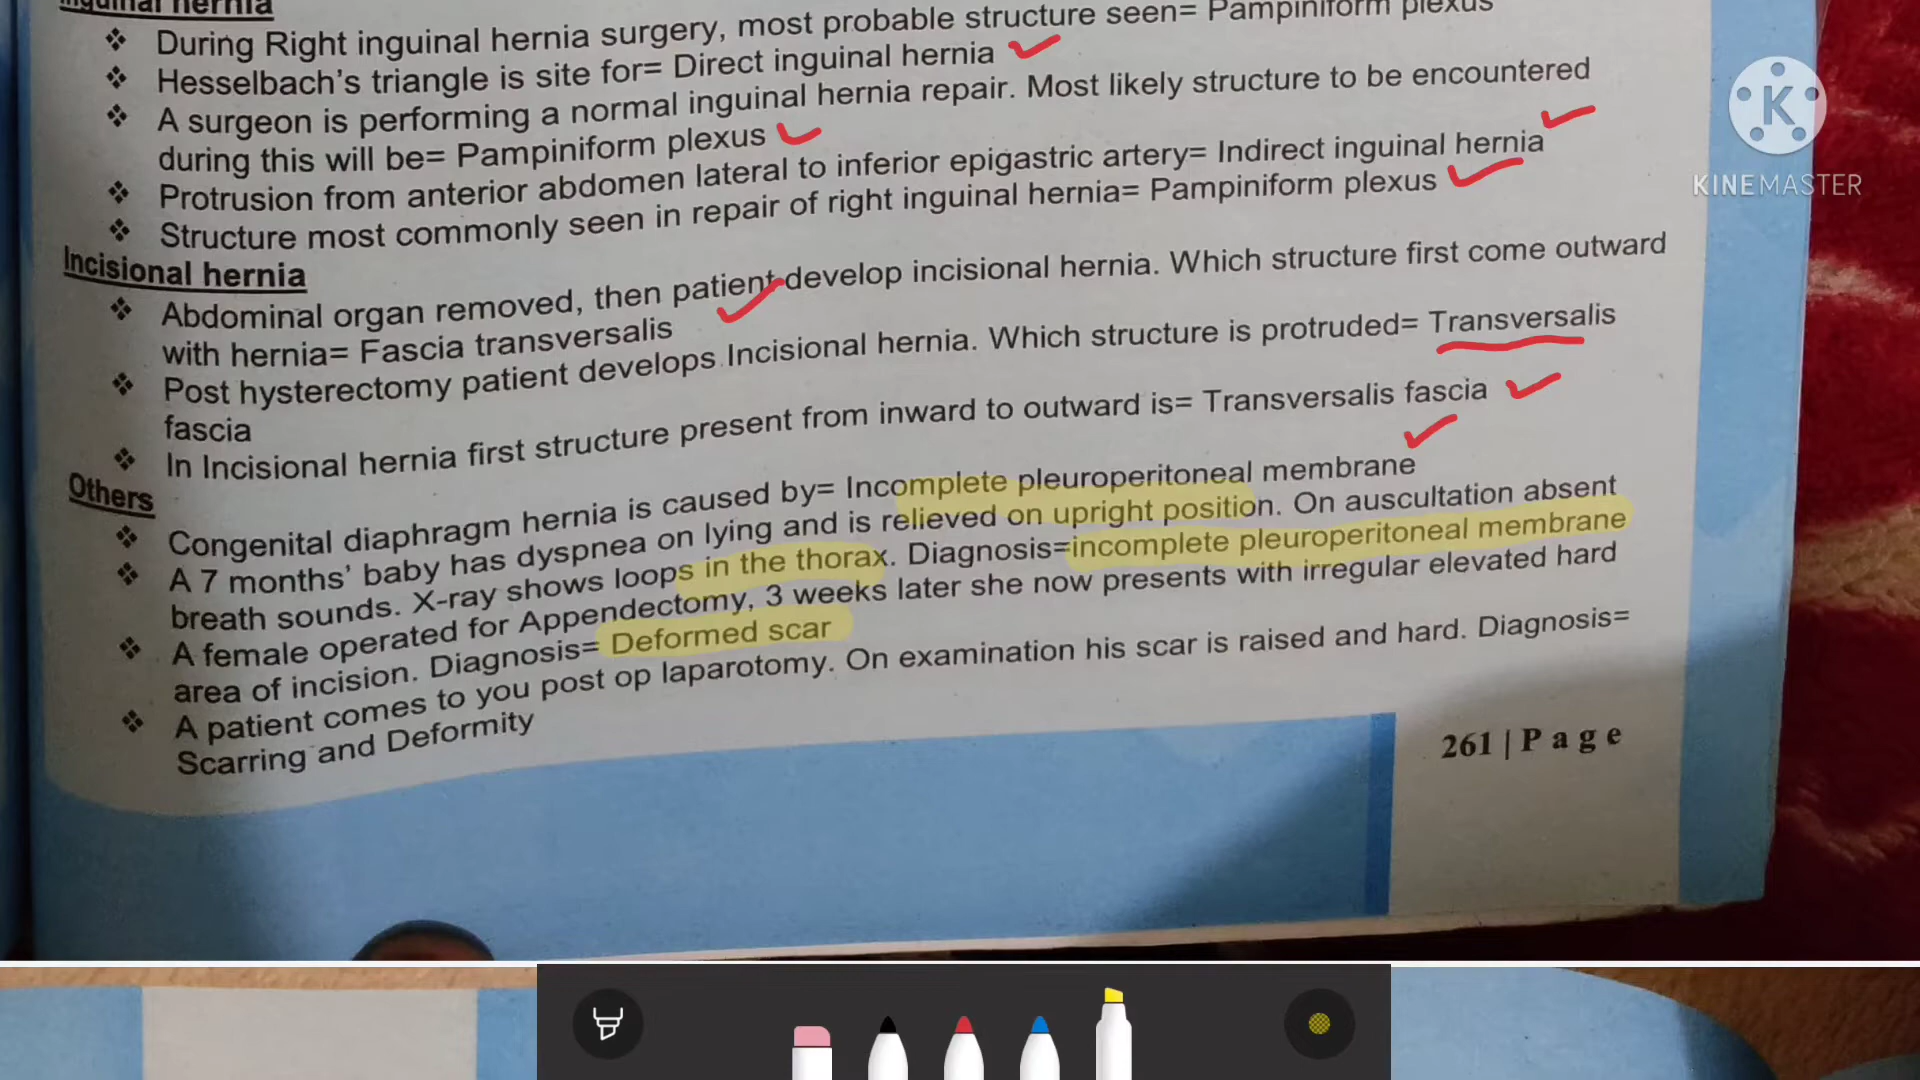 Inguinal hernia
❖ During Right inguinal hernia surgery, most probable structure seen= Pampiniform plexus
❖ Hesselbach's triangle is site for= Direct inguinal hernia
❖ A surgeon is performing a normal inguinal hernia repair. Most likely structure to be encountered
during this will be= Pampiniform plexus
❖ Protrusion from anterior abdomen lateral to inferior epigastric artery= Indirect inguinal hernia
❖ Structure most commonly seen in repair of right inguinal hernia= Pampiniform plexus
Incisional hernia
❖ Abdominal organ removed, then patient develop incisional hernia. Which structure first come outward
with hernia= Fascia transversalis
❖ Post hysterectomy patient develops Incisional hernia. Which structure is protruded= Transversalis
fascia
❖ In Incisional hernia first structure present from inward to outward is= Transversalis fascia
Others
❖ Congenital diaphragm hernia is caused by= Incomplete pleuroperitoneal membrane
❖ A 7 months' baby has dyspnea on lying and is relieved on upright position. On auscultation absent
breath sounds. X-ray shows loops in the thorax. Diagnosis=incomplete pleuroperitoneal membrane
❖ A female operated for Appendectomy, 3 weeks later she now presents with irregular elevated hard
area of incision. Diagnosis= Deformed scar
❖ A patient comes to you post op laparotomy. On examination his scar is raised and hard. Diagnosis=
Scarring and Deformity
261 | P a g e
K
KINEMASTER